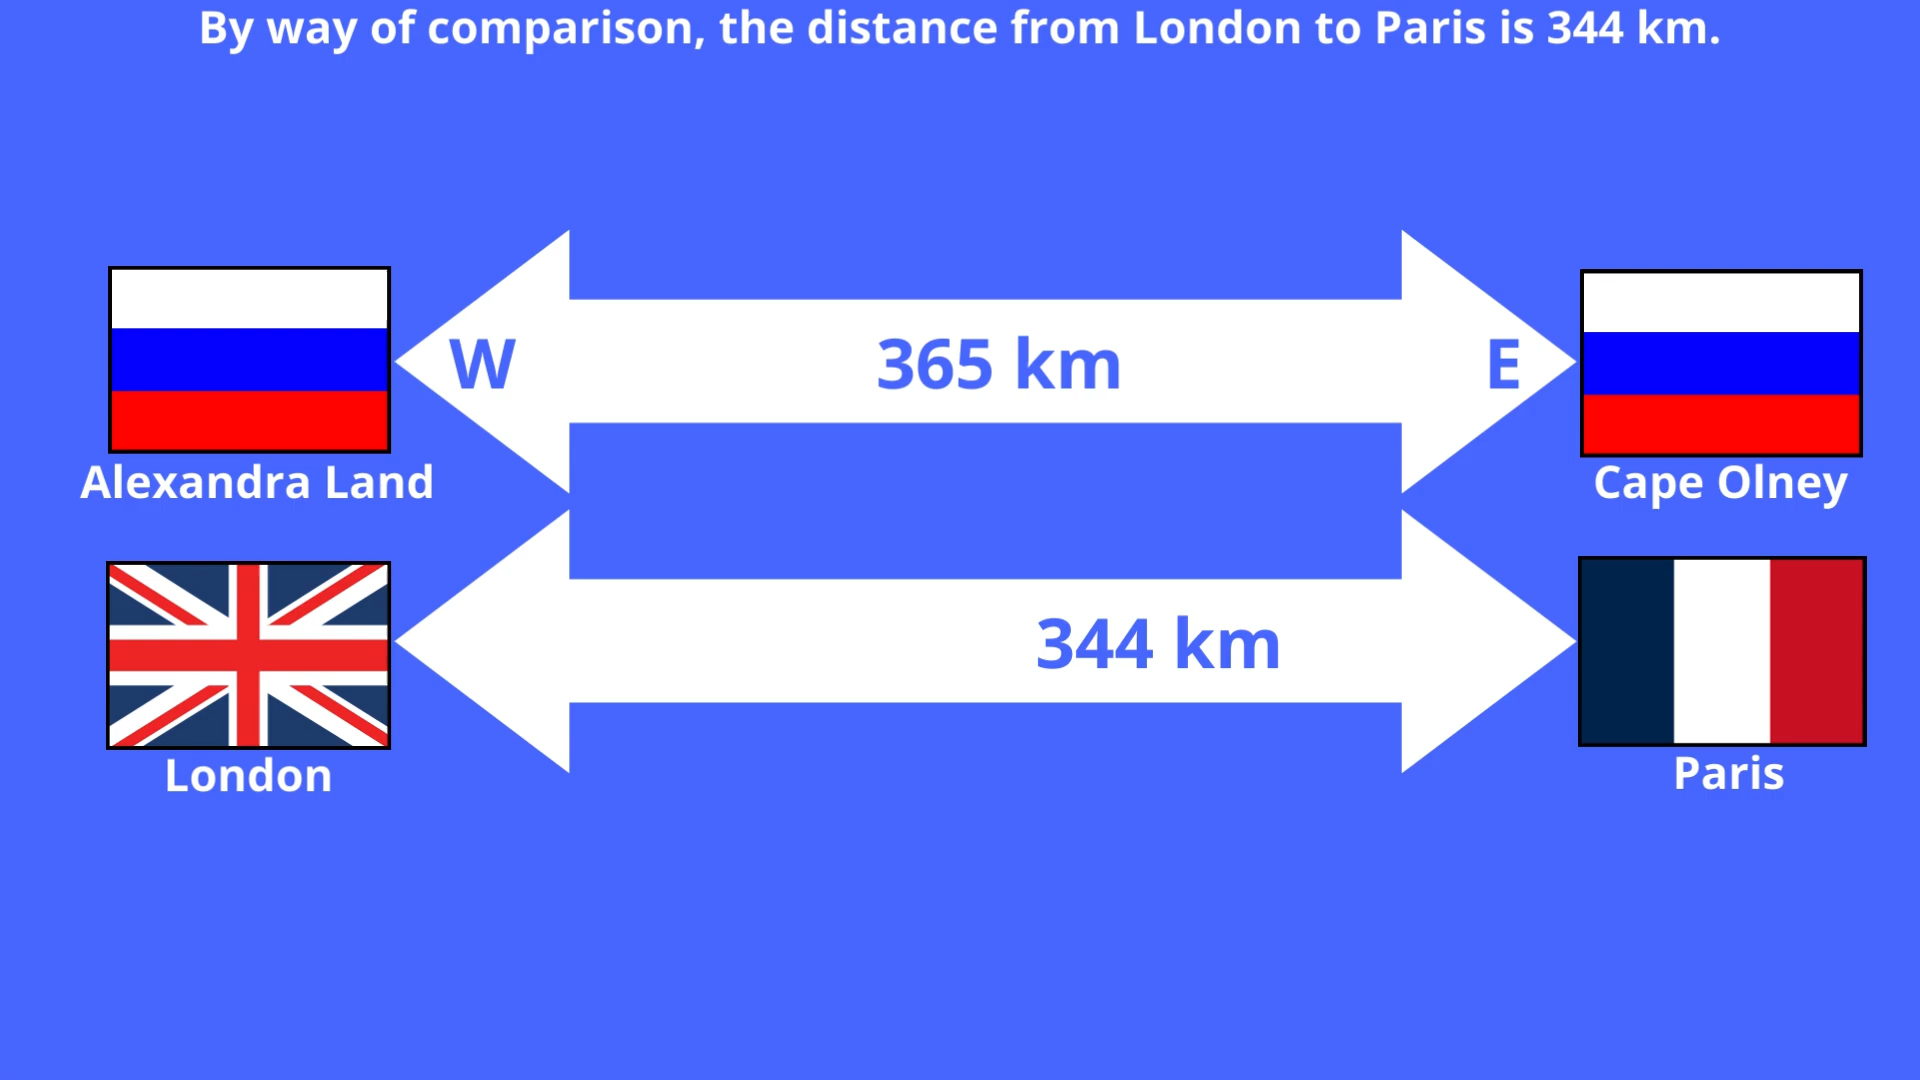 By way of comparison, the distance from London to Paris is 344 km.
W 365 km E
Alexandra Land Cape Olney
344 km
London Paris